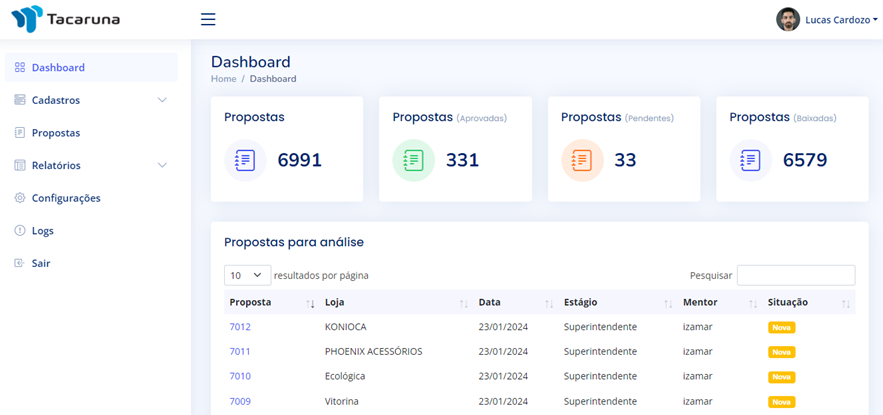 Tacaruna
Lucas Cardozo
Dashboard
Cadastros
Propostas
Relatórios
Configurações
Logs
Sair
Dashboard
Home / Dashboard
Propostas
6991
Propostas (Aprovadas)
331
Propostas (Pendentes)
33
Propostas (Baixadas)
6579
Propostas para análise
10 resultados por página
Pesquisar
Proposta Loja Data Estágio Mentor Situação
7012 KONIOCA 23/01/2024 Superintendente izamar Nova
7011 PHOENIX ACESSÓRIOS 23/01/2024 Superintendente izamar Nova
7010 Ecológica 23/01/2024 Superintendente izamar Nova
7009 Vitorina 23/01/2024 Superintendente izamar Nova